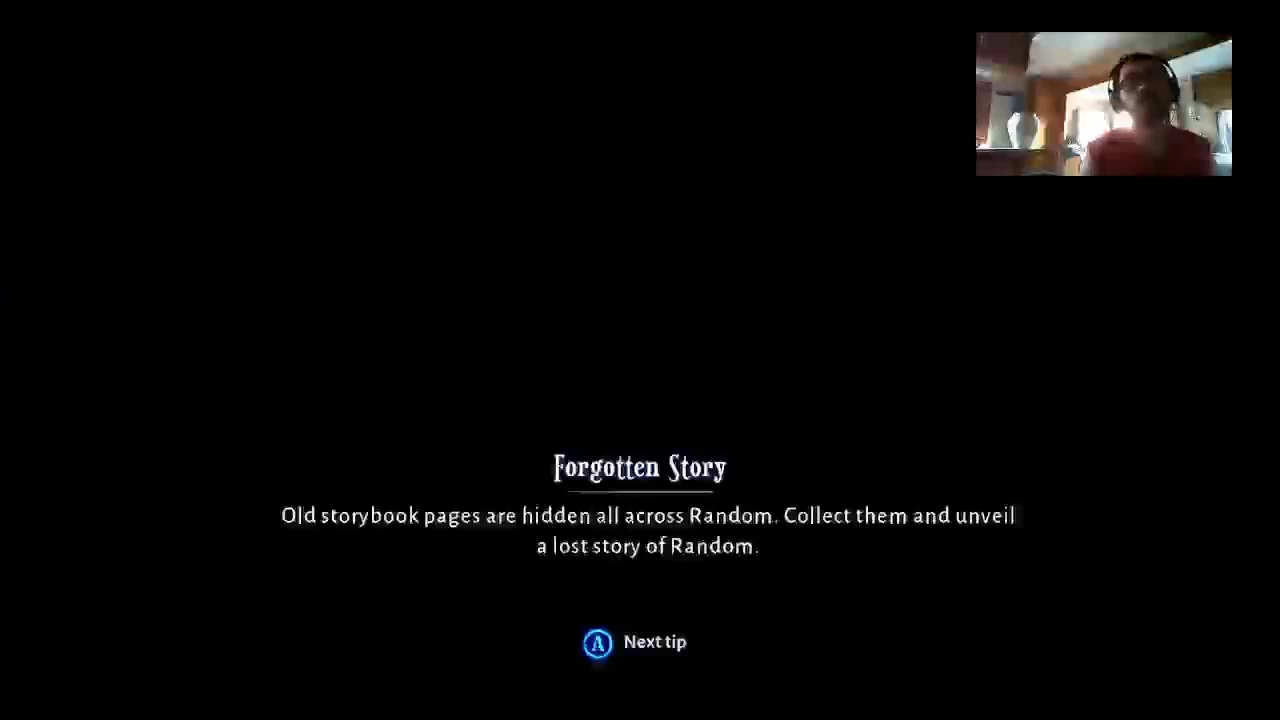 Forgotten Story
Old storybook pages are hidden all across Random. Collect them and unveil
a lost story of Random.
A Next tip